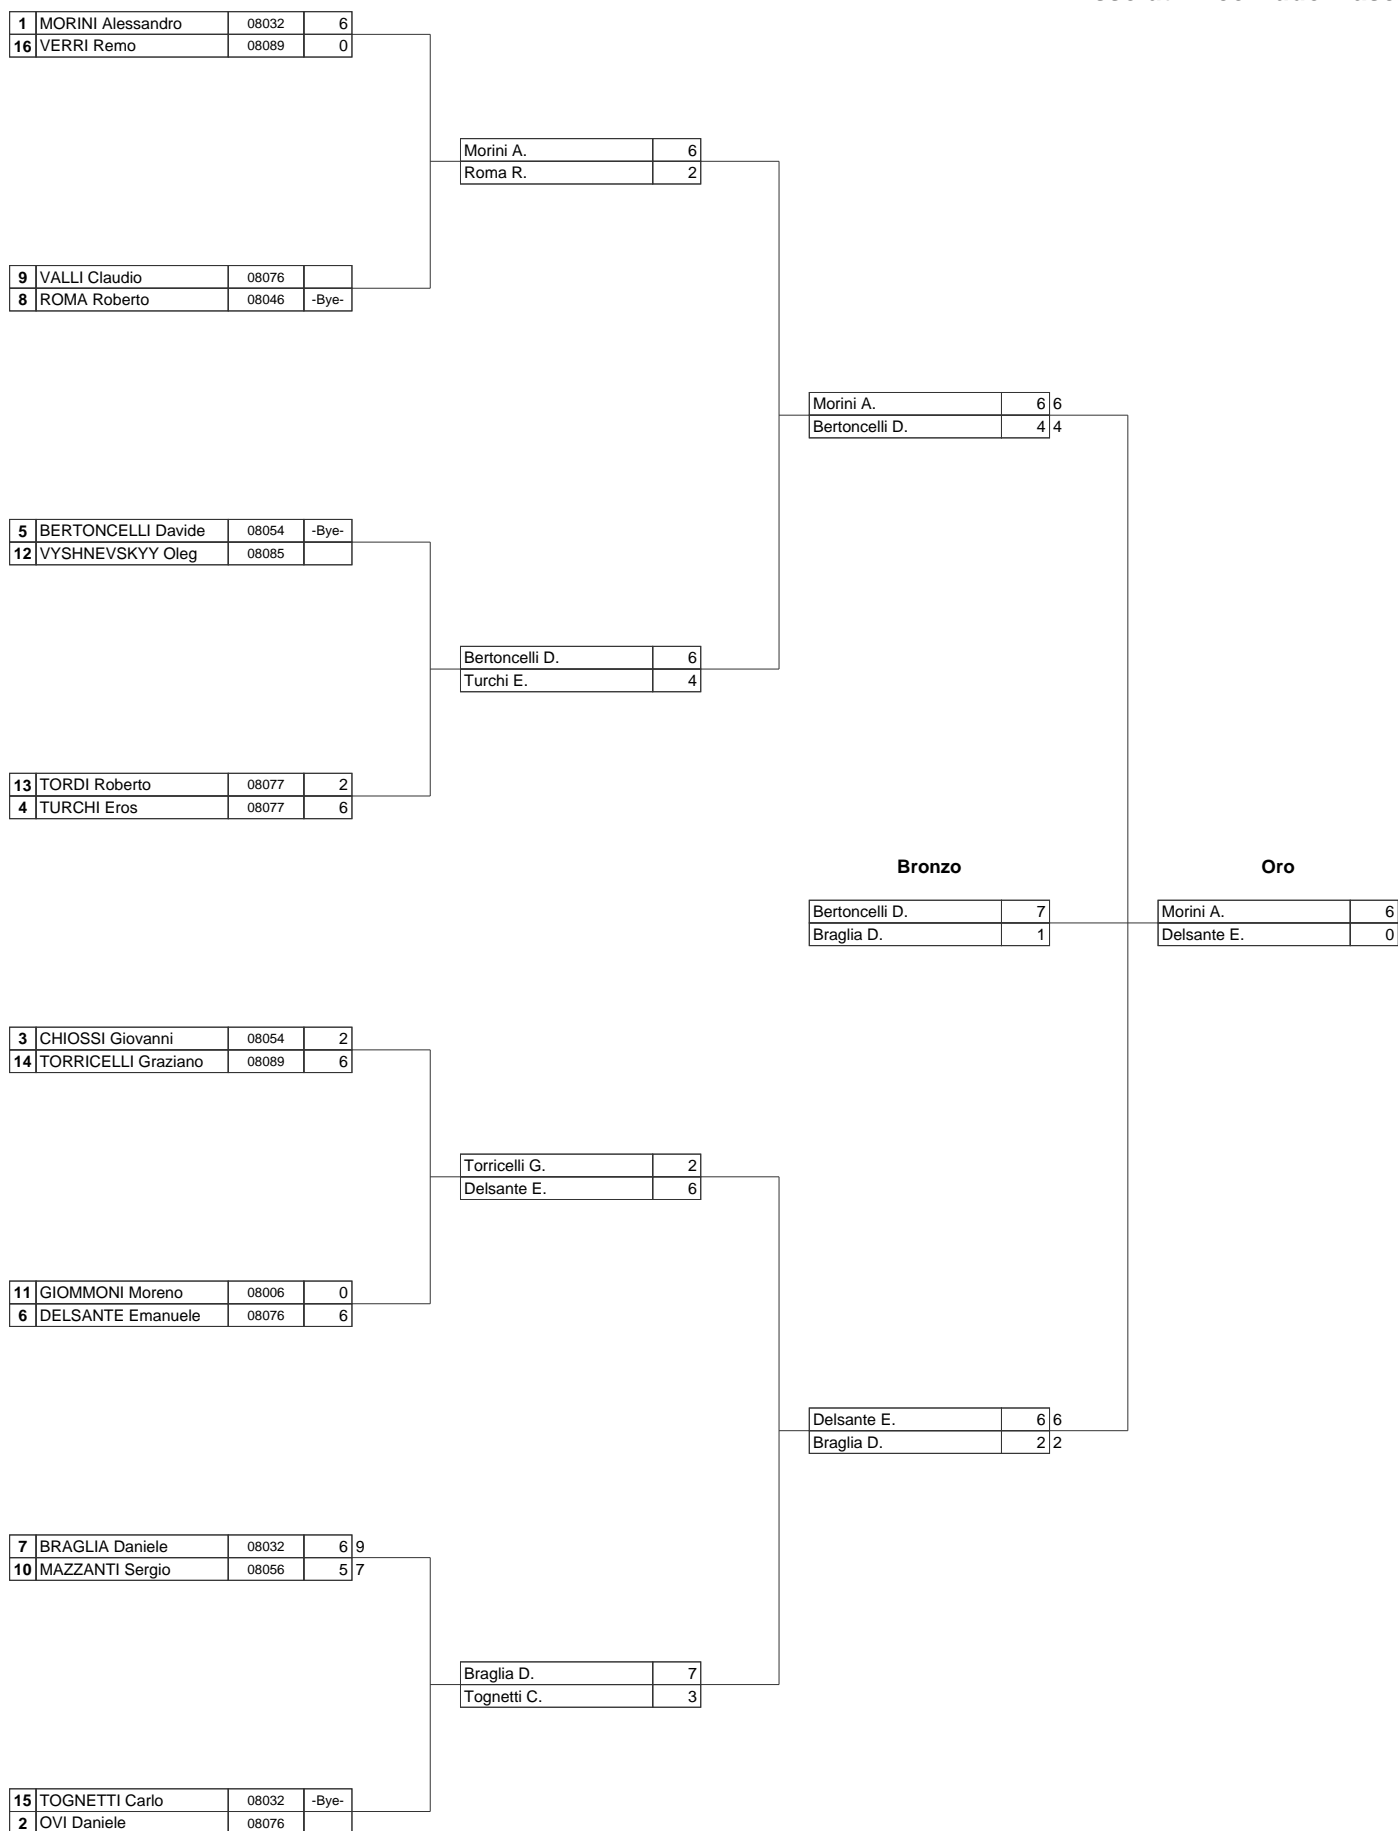 1 MORINI Alessandro 08032 6
16 VERRI Remo 08089 0
Morini A. 6
Roma R. 2
9 VALLI Claudio 08076
8 ROMA Roberto 08046 -Bye-
Morini A. 6 6
Bertoncelli D. 4 4
5 BERTONCELLI Davide 08054 -Bye-
12 VYSHNEVSKYY Oleg 08085
Bertoncelli D. 6
Turchi E. 4
13 TORDI Roberto 08077 2
4 TURCHI Eros 08077 6
Bronzo Oro
Bertoncelli D. 7 Morini A. 6
Braglia D. 1 Delsante E. 0
3 CHIOSSI Giovanni 08054 2
14 TORRICELLI Graziano 08089 6
Torricelli G. 2
Delsante E. 6
11 GIOMMONI Moreno 08006 0
6 DELSANTE Emanuele 08076 6
Delsante E. 6 6
Braglia D. 2 2
7 BRAGLIA Daniele 08032 6 9
10 MAZZANTI Sergio 08056 5 7
Braglia D. 7
Tognetti C. 3
15 TOGNETTI Carlo 08032 -Bye-
2 OVI Daniele 08076